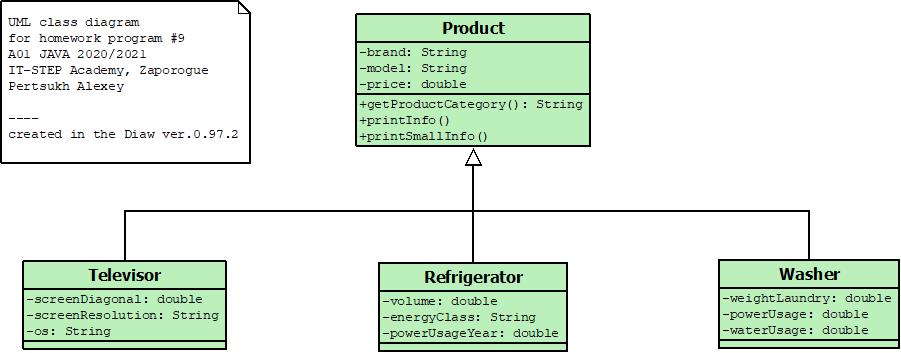 UML class diagram
for homework program #9
A01 JAVA 2020/2021
IT-STEP Academy, Zaporogue
Pertsukh Alexey
----
created in the Diaw ver.0.97.2
Product
-brand: String
-model: String
-price: double
+getProductCategory(): String
+printInfo()
+printSmallInfo()
Televisor
-screenDiagonal: double
-screenResolution: String
-os: String
Refrigerator
-volume: double
-energyClass: String
-powerUsageYear: double
Washer
-weightLaundry: double
-powerUsage: double
-waterUsage: double